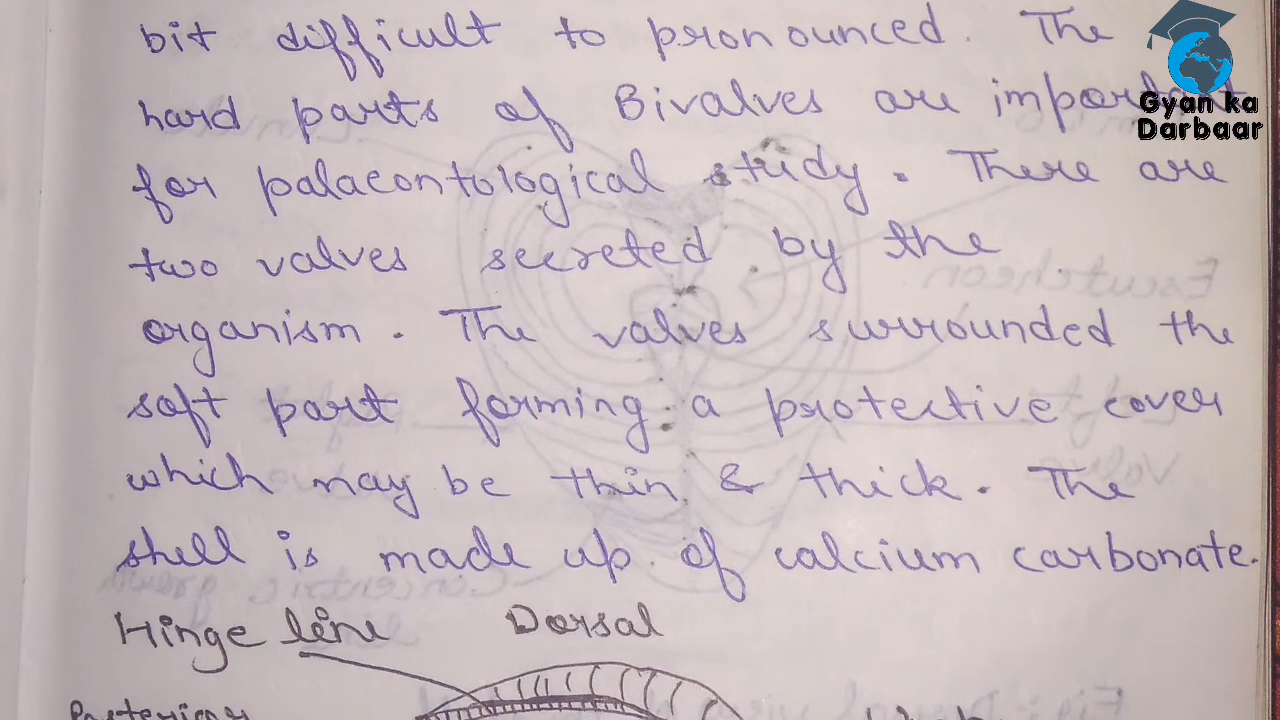 bit difficult to pronounced. The
hard parts of Bivalves are important
for palaeontological study. There are
two valves secreted by the
organism. The valves surrounded the
soft part forming a protective cover
which may be thin & thick. The
shell is made up of calcium carbonate.
Hinge line Dorsal
Posterior
Gyan ka
Darbaar